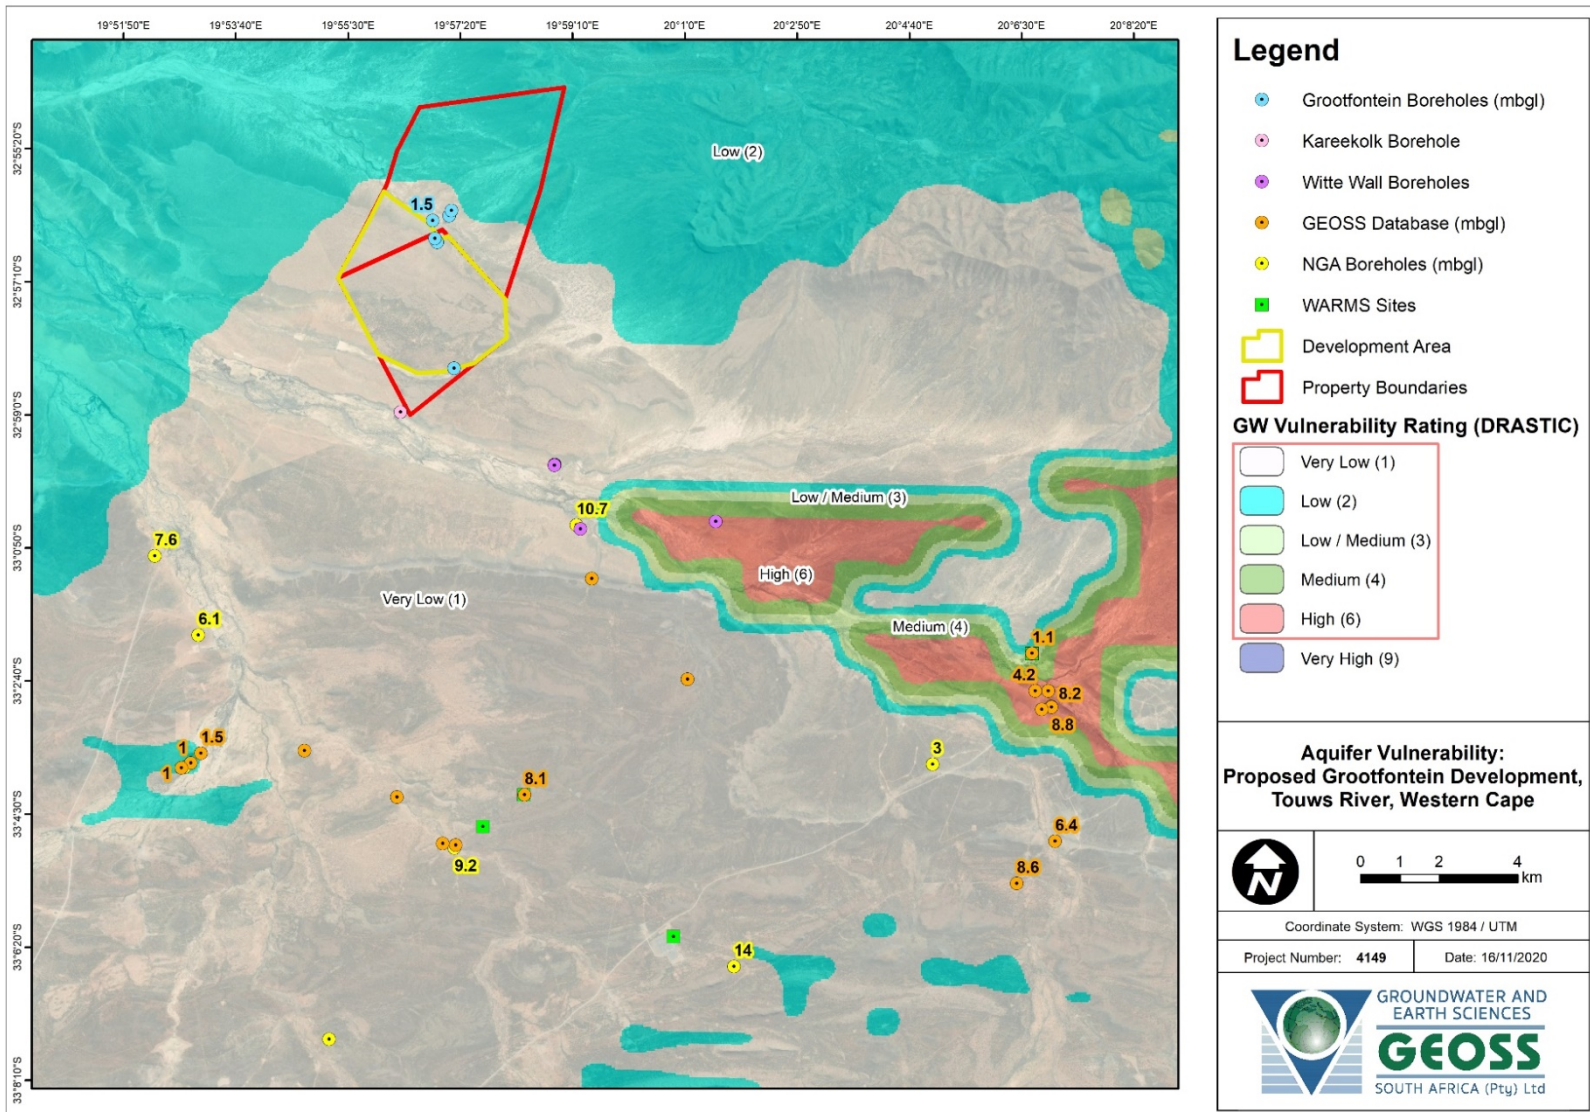 19°51'50"E 19°53'40"E 19°55'30"E 19°57'20"E 19°59'10"E 20°1'0"E 20°2'50"E 20°4'40"E 20°6'30"E 20°8'20"E
32°55'20"S
32°57'10"S
32°59'0"S
33°0'50"S
33°2'40"S
33°4'30"S
33°6'20"S
33°8'10"S
Low (2)
1.5
Low / Medium (3)
10.7
7.6
High (6)
Very Low (1)
6.1
Medium (4)
1.1
4.2
8.2
8.8
1.5
1
1
3
8.1
6.4
9.2
8.6
14
Legend
Grootfontein Boreholes (mbgl)
Kareekolk Borehole
Witte Wall Boreholes
GEOSS Database (mbgl)
NGA Boreholes (mbgl)
WARMS Sites
Development Area
Property Boundaries
GW Vulnerability Rating (DRASTIC)
Very Low (1)
Low (2)
Low / Medium (3)
Medium (4)
High (6)
Very High (9)
Aquifer Vulnerability:
Proposed Grootfontein Development,
Touws River, Western Cape
N
0 1 2 4
km
Coordinate System: WGS 1984 / UTM
Project Number: 4149 Date: 16/11/2020
GROUNDWATER AND
EARTH SCIENCES
GEOSS
SOUTH AFRICA (Pty) Ltd